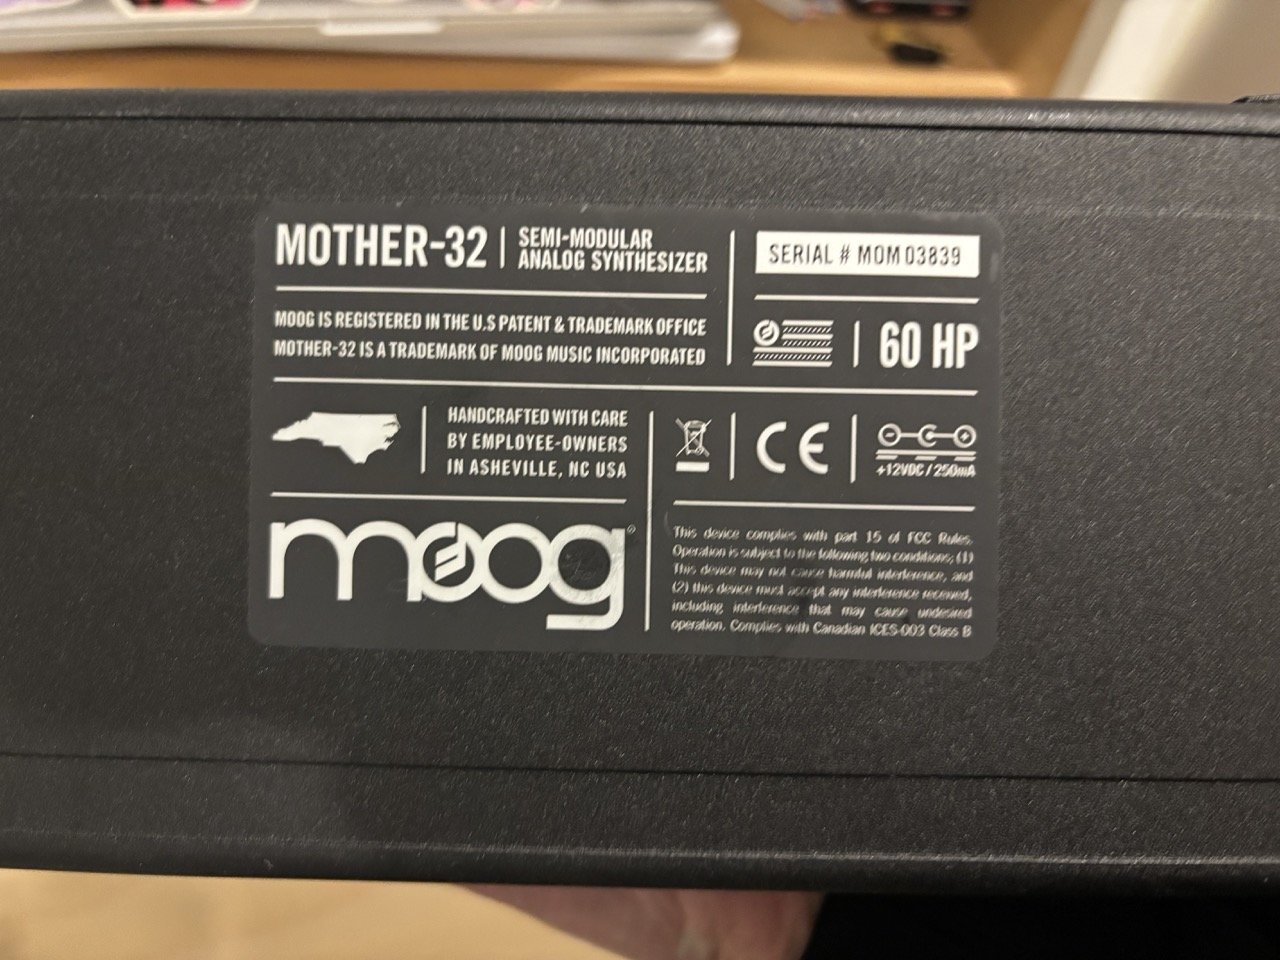 MOTHER-32
SEMI-MODULAR
ANALOG SYNTHESIZER
SERIAL # MOM 03839
MOOG IS REGISTERED IN THE U.S PATENT & TRADEMARK OFFICE
MOTHER-32 IS A TRADEMARK OF MOOG MUSIC INCORPORATED
60 HP
HANDCRAFTED WITH CARE
BY EMPLOYEE-OWNERS
IN ASHEVILLE, NC USA
CE
+12VDC / 250mA
moog®
This device complies with part 15 of FCC Rules.
Operation is subject to the following two conditions; (1)
This device may not cause harmful interference, and
(2) this device must accept any interference received,
including interference that may cause undesired
operation. Complies with Canadian ICES-003 Class B